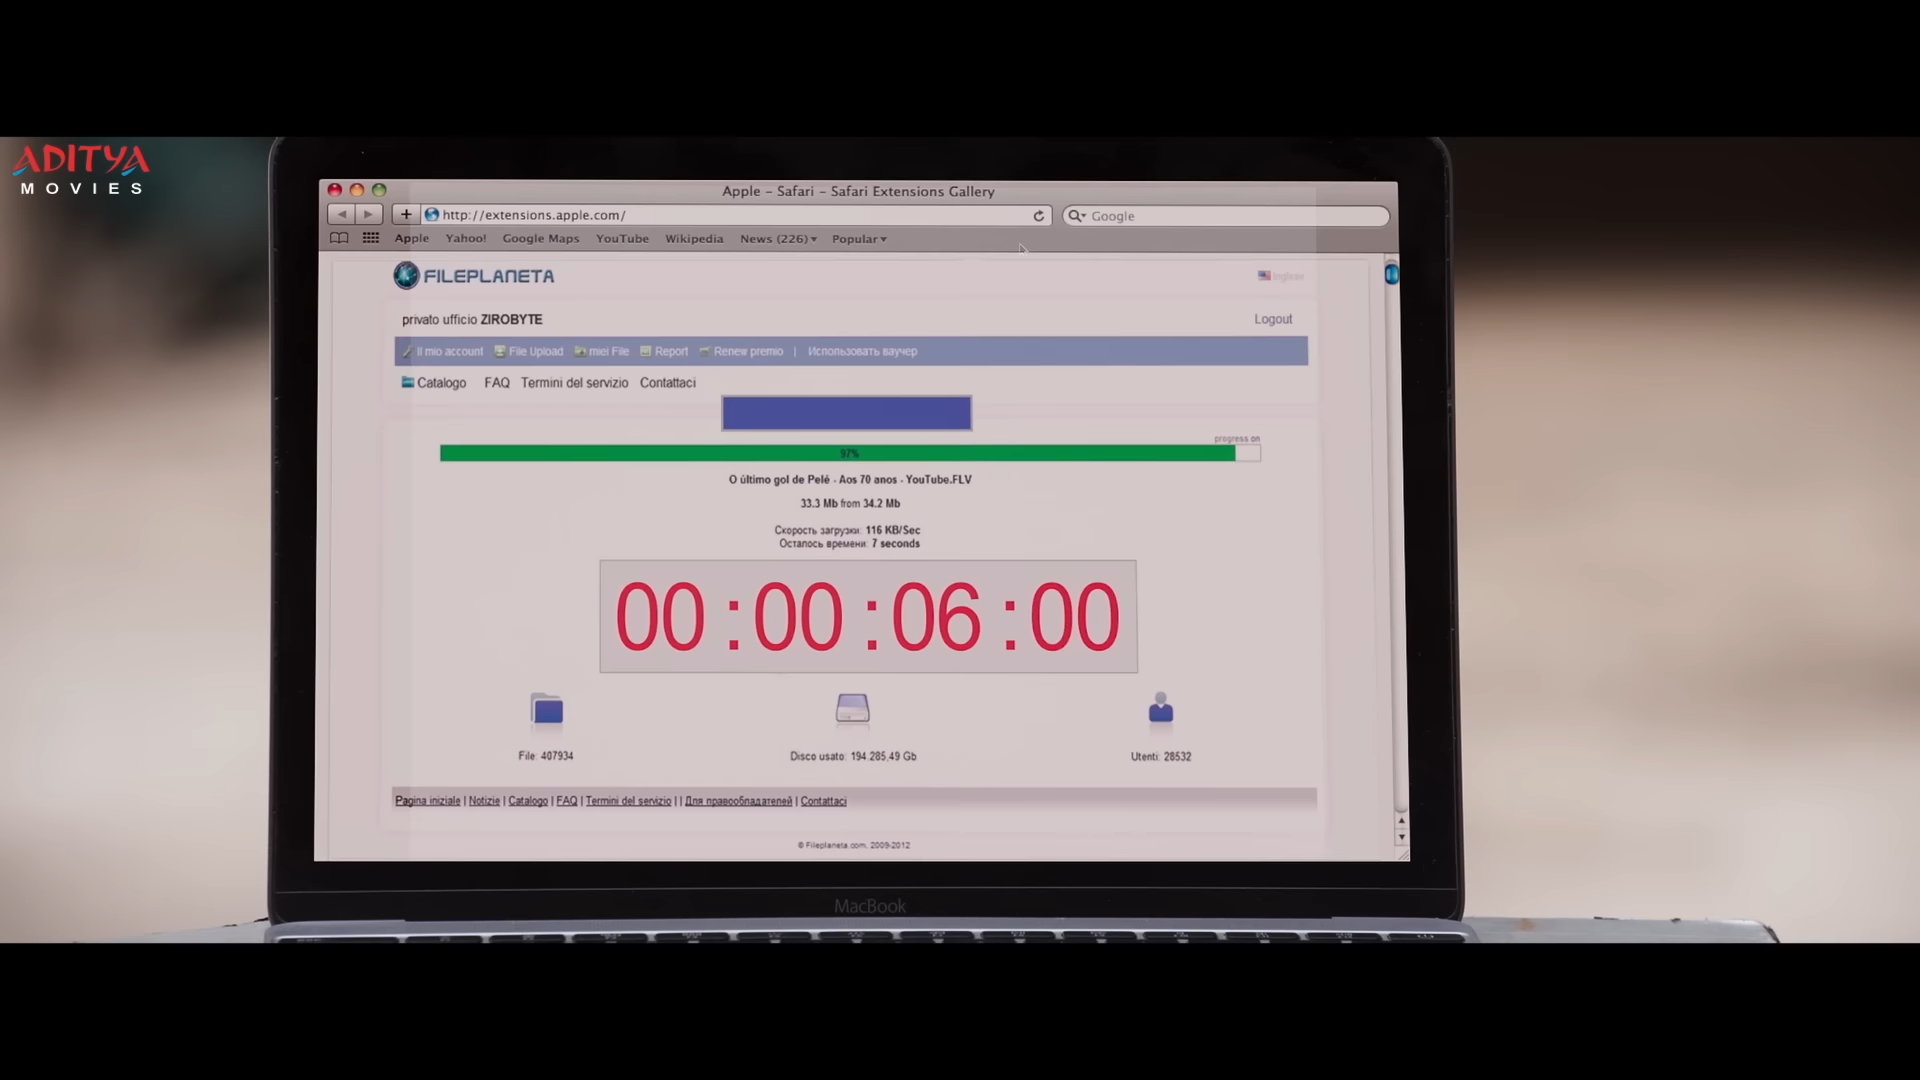 ADITYA
MOVIES
Apple – Safari – Safari Extensions Gallery
http://extensions.apple.com/
Google
Apple Yahoo! Google Maps YouTube Wikipedia News (226) Popular
FILEPLANETA
Inglese
privato ufficio ZIROBYTE
Logout
Il mio account File Upload miei File Report Renew premio | Использовать ваучер
Catalogo FAQ Termini del servizio Contattaci
progress on
97%
O último gol de Pelé - Aos 70 anos - YouTube.FLV
33.3 Mb from 34.2 Mb
Скорость загрузки: 116 KB/Sec
Осталось времени: 7 seconds
00 : 00 : 06 : 00
File: 407934
Disco usato: 194.285,49 Gb
Utenti: 28532
Pagina iniziale | Notizie | Catalogo | FAQ | Termini del servizio | | Для правообладателей | Contattaci
© Fileplaneta.com, 2009-2012
MacBook